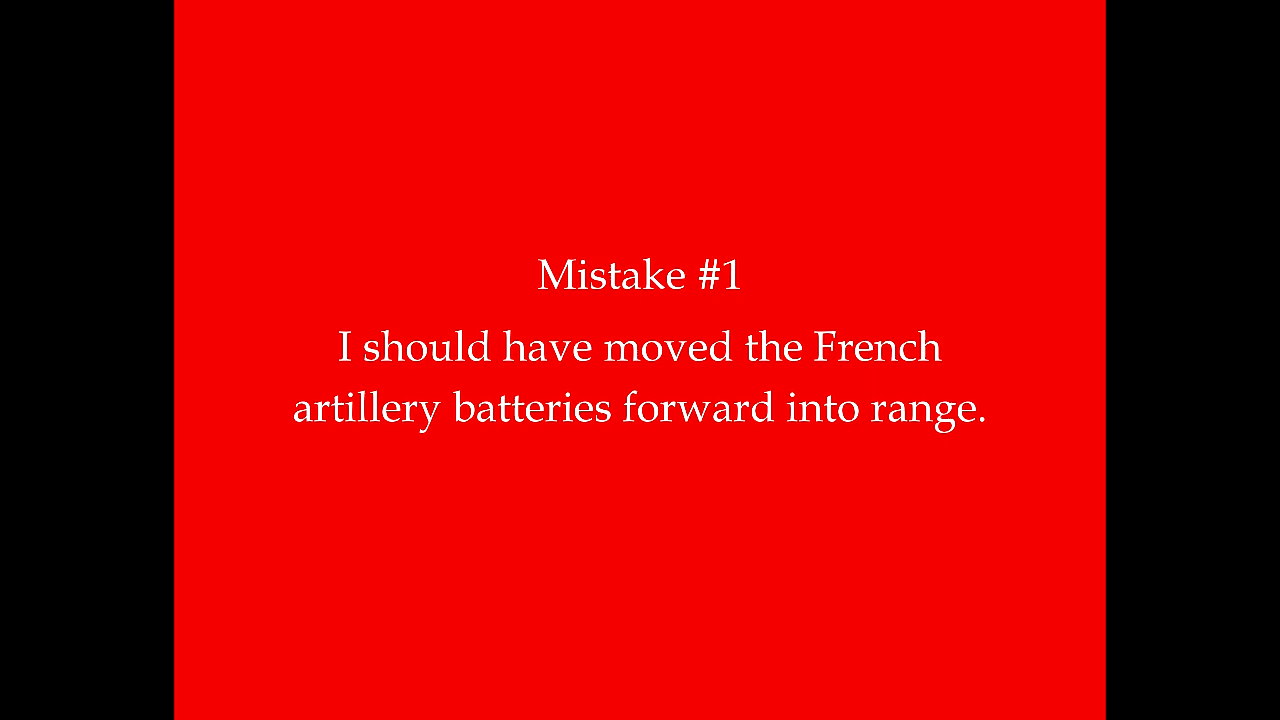 Mistake #1
I should have moved the French
artillery batteries forward into range.